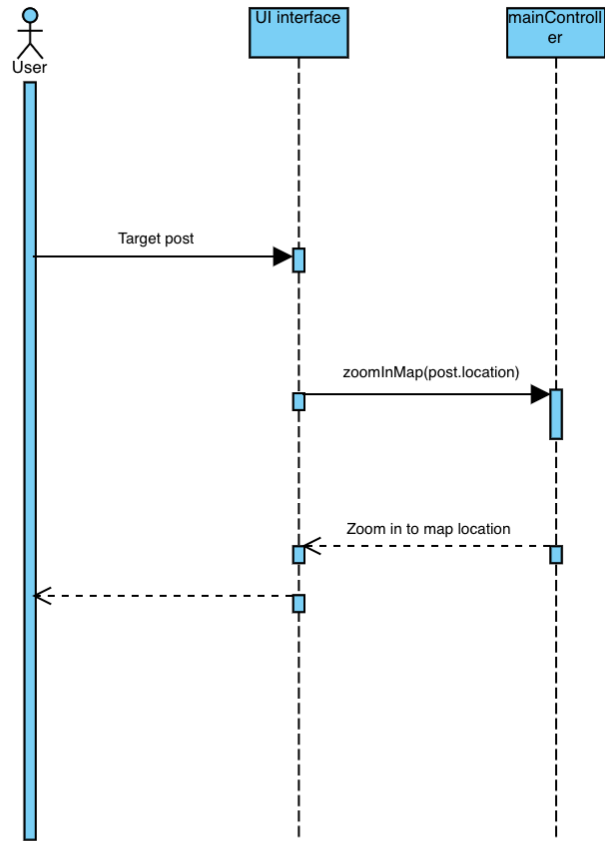 UI interface
mainControll
er
User
Target post
zoomInMap(post.location)
Zoom in to map location